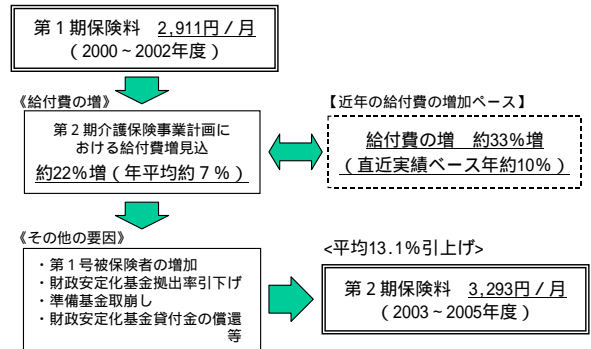 第1期保険料 2,911円/月
(2000~2002年度)
《給付費の増》
第2期介護保険事業計画に
おける給付費増見込
約22%増(年平均約7%)
【近年の給付費の増加ペース】
給付費の増 約33%増
(直近実績ベース年約10%)
《その他の要因》
・第1号被保険者の増加
・財政安定化基金拠出率引下げ
・準備基金取崩し
・財政安定化基金貸付金の償還
等
<平均13.1%引上げ>
第2期保険料 3,293円/月
(2003~2005年度)